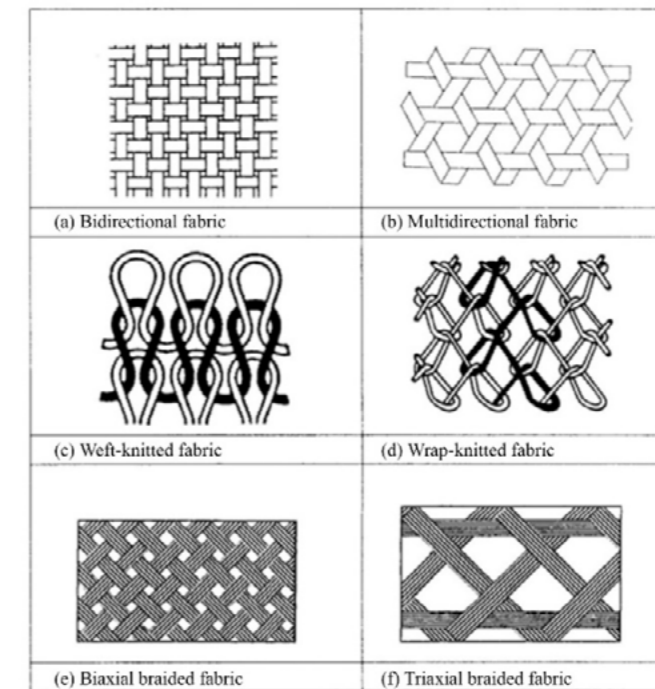 (a) Bidirectional fabric
(b) Multidirectional fabric
(c) Weft-knitted fabric
(d) Wrap-knitted fabric
(e) Biaxial braided fabric
(f) Triaxial braided fabric